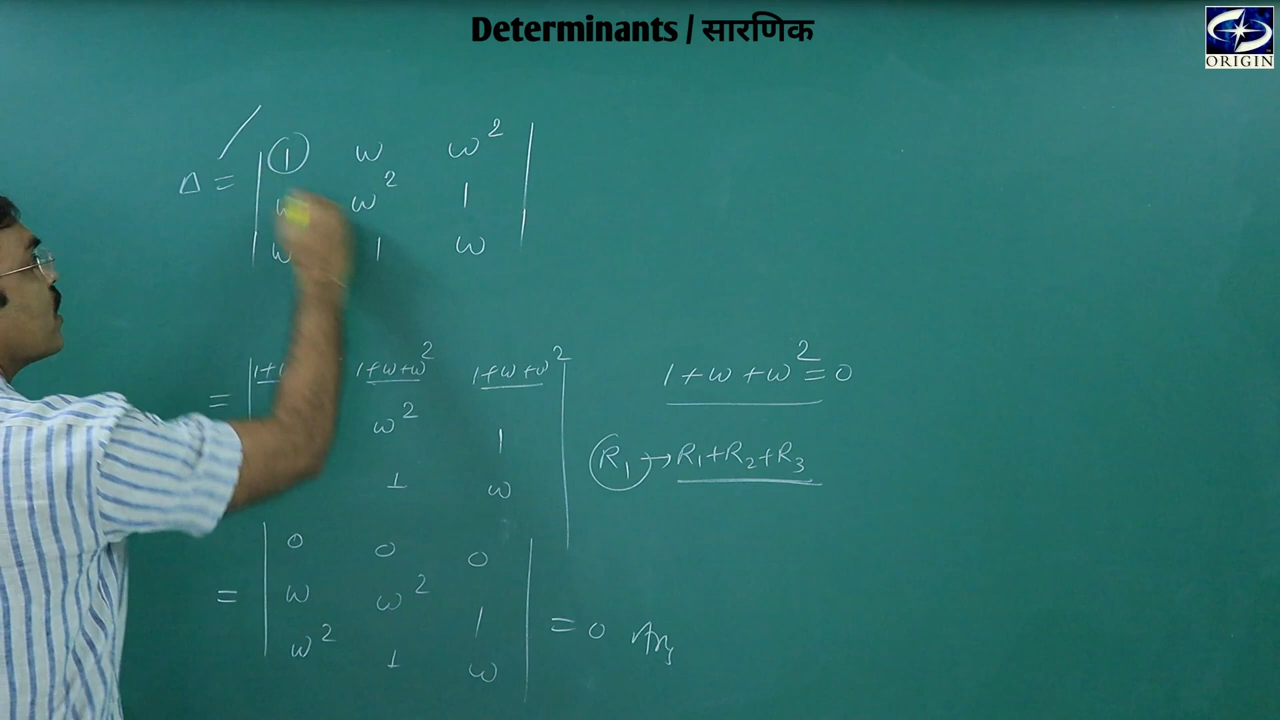 Determinants / सारणिक
ORIGIN
Δ = | 1 ω ω² |
| ω ω² 1 |
| ω 1 ω |
= | 1+ 1+ω+ω² 1+ω+ω² |
ω² 1
1 ω
1+ω+ω² = 0
R₁ → R₁+R₂+R₃
= | 0 0 0 |
| ω ω² 1 |
| ω² 1 ω | = 0 Ans